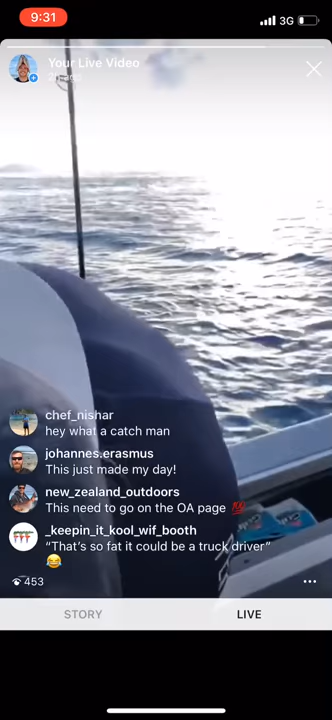 9:31
3G
Your Live Video
chef_nishar
hey what a catch man
johannes.erasmus
This just made my day!
new_zealand_outdoors
This need to go on the OA page 💯
_keepin_it_kool_wif_booth
“That's so fat it could be a truck driver”
😂
453
STORY
LIVE